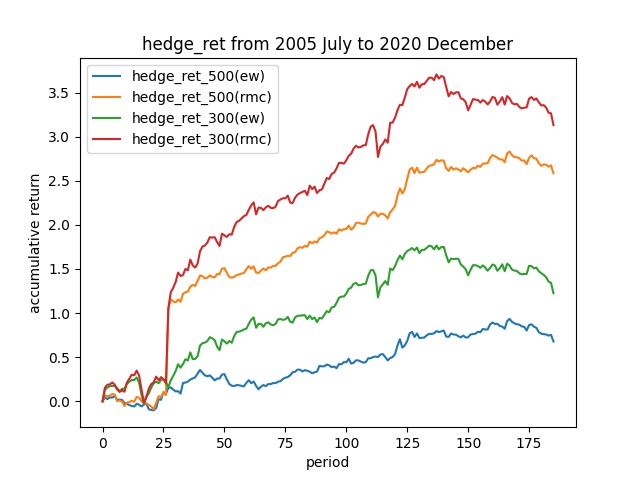 hedge_ret from 2005 July to 2020 December
hedge_ret_500(ew)
hedge_ret_500(rmc)
hedge_ret_300(ew)
hedge_ret_300(rmc)
accumulative return
3.5
3.0
2.5
2.0
1.5
1.0
0.5
0.0
0 25 50 75 100 125 150 175
period